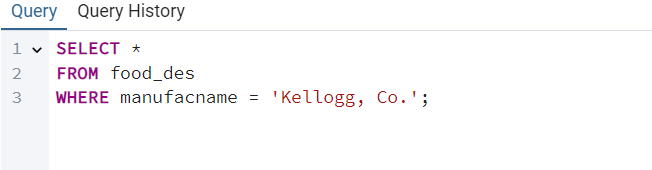 Query Query History
1 SELECT *
2 FROM food_des
3 WHERE manufacname = 'Kellogg, Co.';